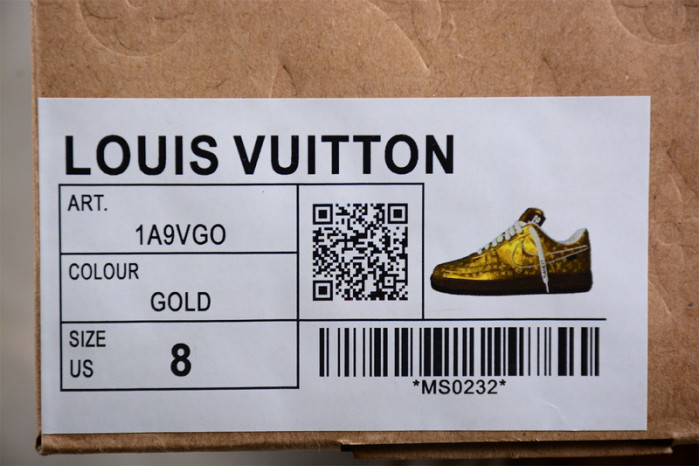 LOUIS VUITTON
ART.
1A9VGO
COLOUR
GOLD
SIZE
US
8
*MS0232*